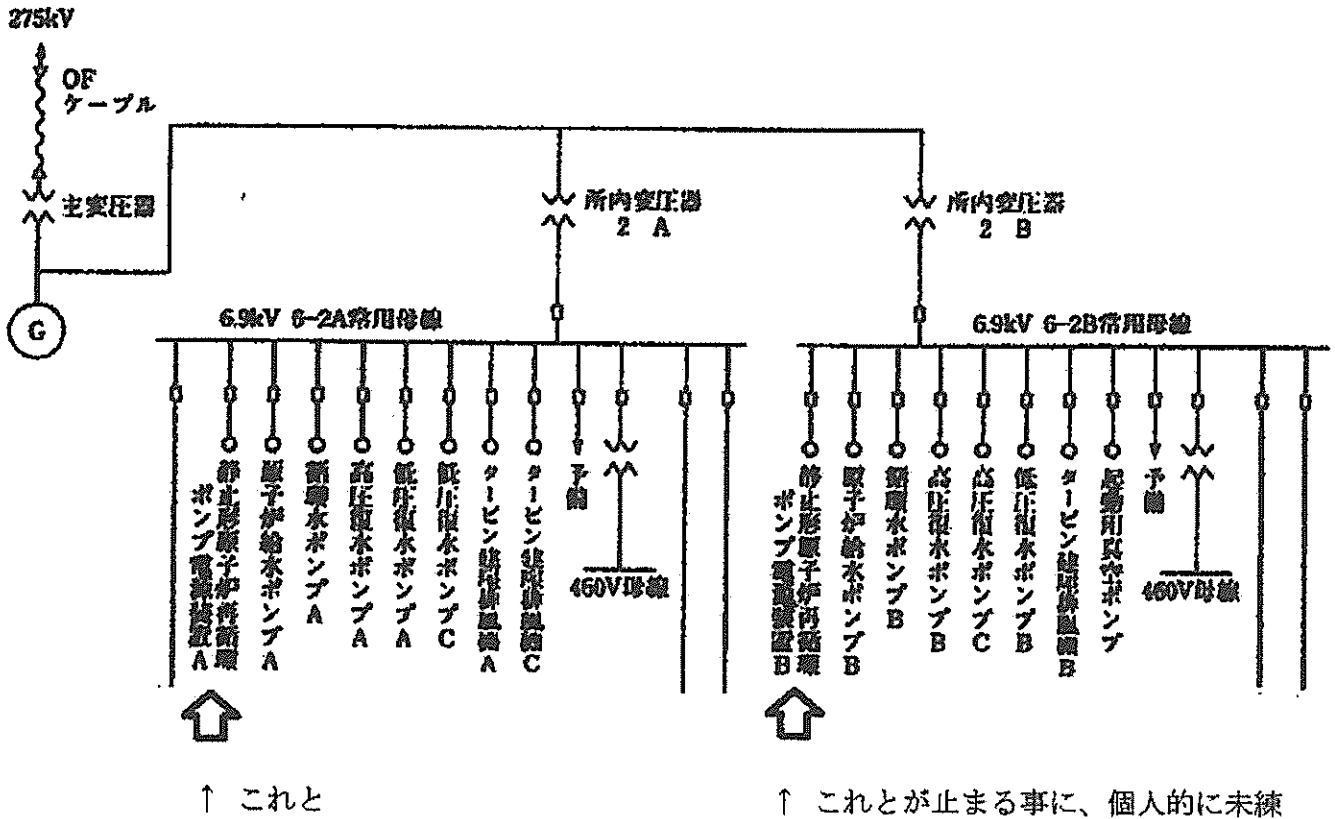 275kV
OF
ケーブル
主変圧器
所内変圧器
2 A
所内変圧器
2 B
G
6.9kV 6-2A常用母線
6.9kV 6-2B常用母線
静止形原子炉再循環
ポンプ電源装置A
原子炉給水ポンプA
循環水ポンプA
高圧復水ポンプA
低圧復水ポンプA
低圧復水ポンプC
タービン建屋排風機A
タービン建屋排風機C
予備
460V母線
静止形原子炉再循環
ポンプ電源装置B
原子炉給水ポンプB
循環水ポンプB
高圧復水ポンプB
高圧復水ポンプC
低圧復水ポンプB
タービン建屋排風機B
起動用真空ポンプ
予備
460V母線
↑ これと
↑ これとが止まる事に、個人的に未練